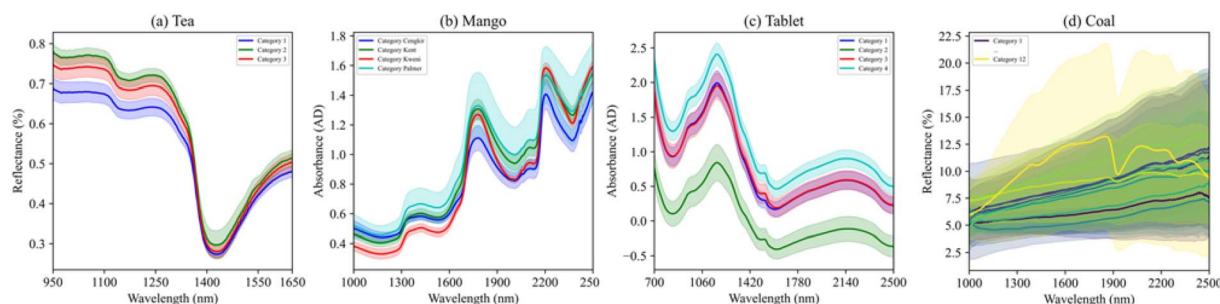 (a) Tea
Reflectance (%)
0.8
0.7
0.6
0.5
0.4
0.3
Category 1
Category 2
Category 3
950 1050 1150 1250 1350 1450 1550 1650
Wavelength (nm)
(b) Mango
Absorbance (AD)
1.8
1.6
1.4
1.2
1.0
0.8
0.6
0.4
Category Cengkir
Category Kent
Category Kweni
Category Palmer
1000 1300 1600 1900 2200 2500
Wavelength (nm)
(c) Tablet
Absorbance (AD)
2.5
2.0
1.5
1.0
0.5
0.0
−0.5
Category 1
Category 2
Category 3
Category 4
700 1060 1420 1780 2140 2500
Wavelength (nm)
(d) Coal
Reflectance (%)
22.5
20.0
17.5
15.0
12.5
10.0
7.5
5.0
2.5
Category 1
...
Category 12
1000 1300 1600 1900 2200 2500
Wavelength (nm)